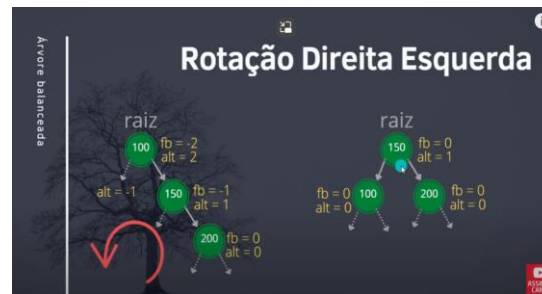 Árvore balanceada
Rotação Direita Esquerda
raiz
100
fb = -2
alt = 2
alt = -1
150
fb = -1
alt = 1
200
fb = 0
alt = 0
raiz
150
fb = 0
alt = 1
fb = 0
alt = 0
100
200
fb = 0
alt = 0